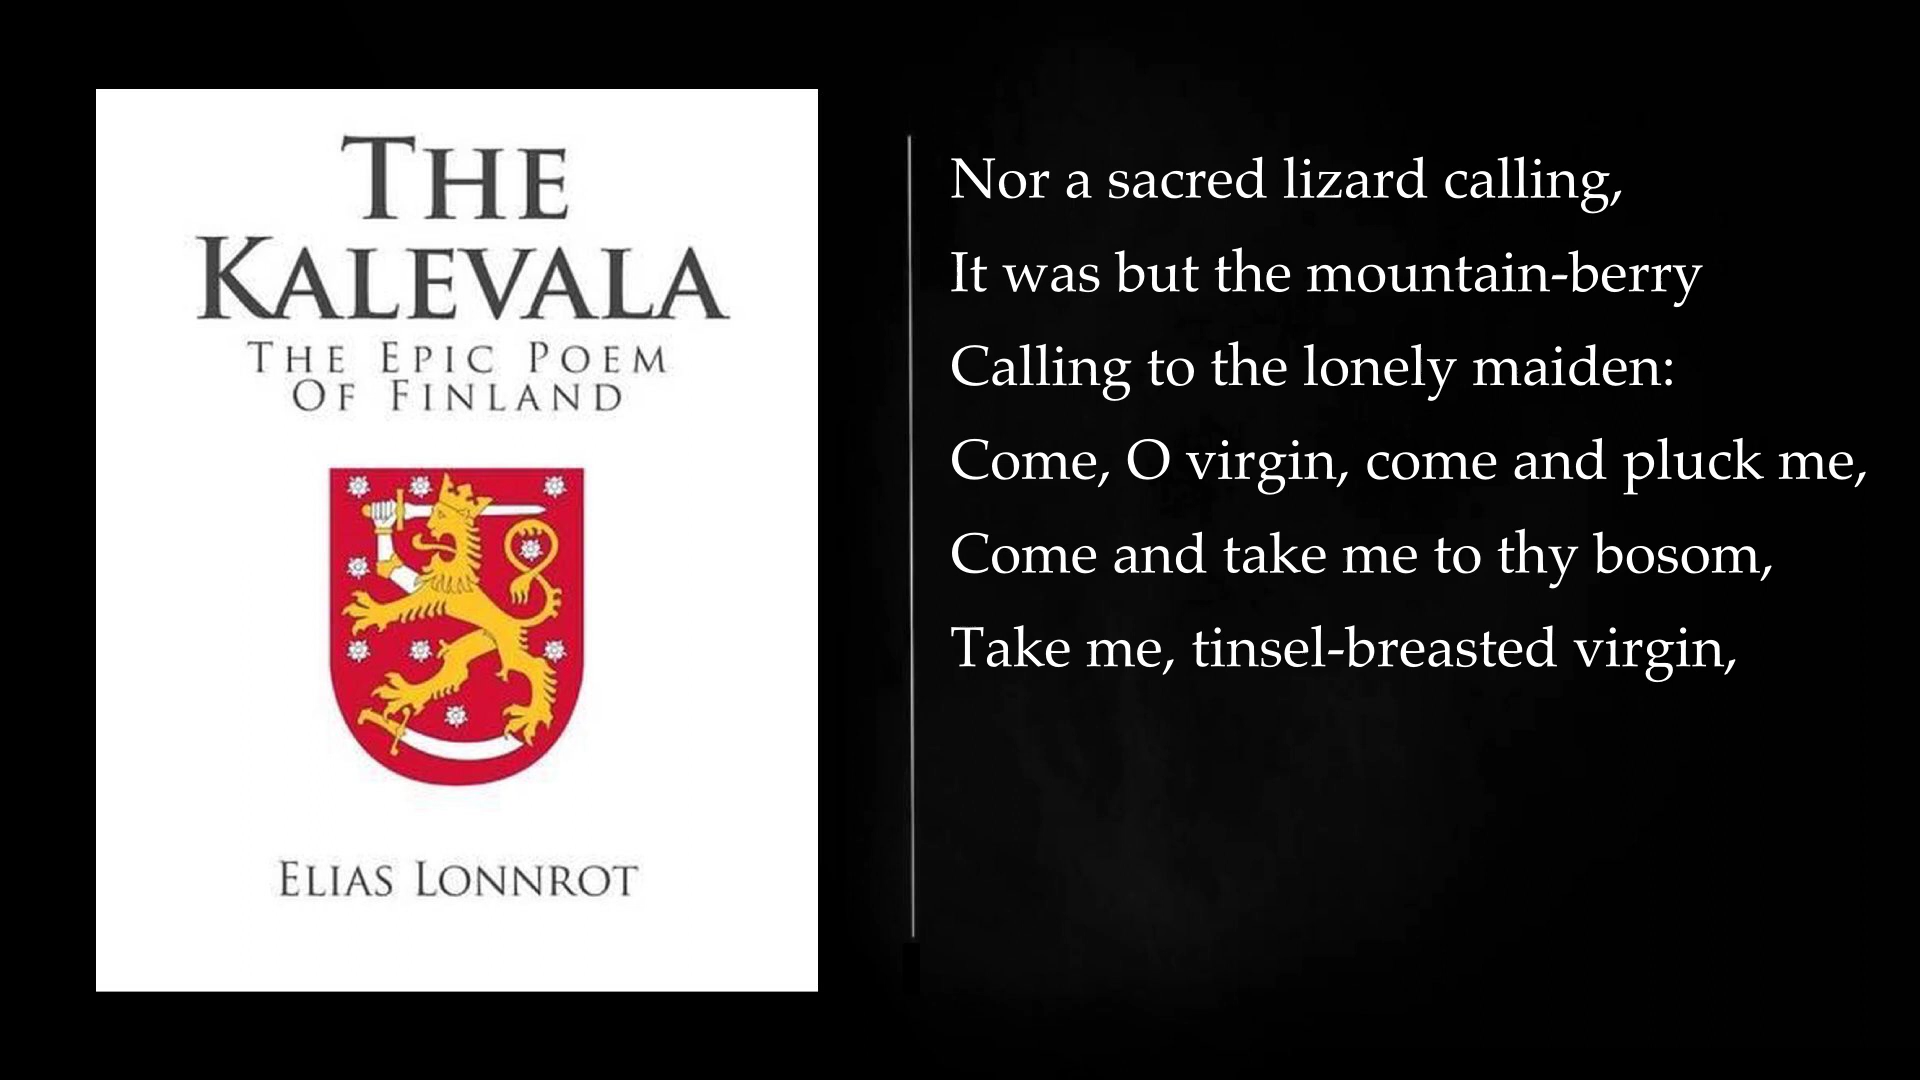 THE
KALEVALA
THE EPIC POEM
OF FINLAND
ELIAS LONNROT
Nor a sacred lizard calling,
It was but the mountain-berry
Calling to the lonely maiden:
Come, O virgin, come and pluck me,
Come and take me to thy bosom,
Take me, tinsel-breasted virgin,